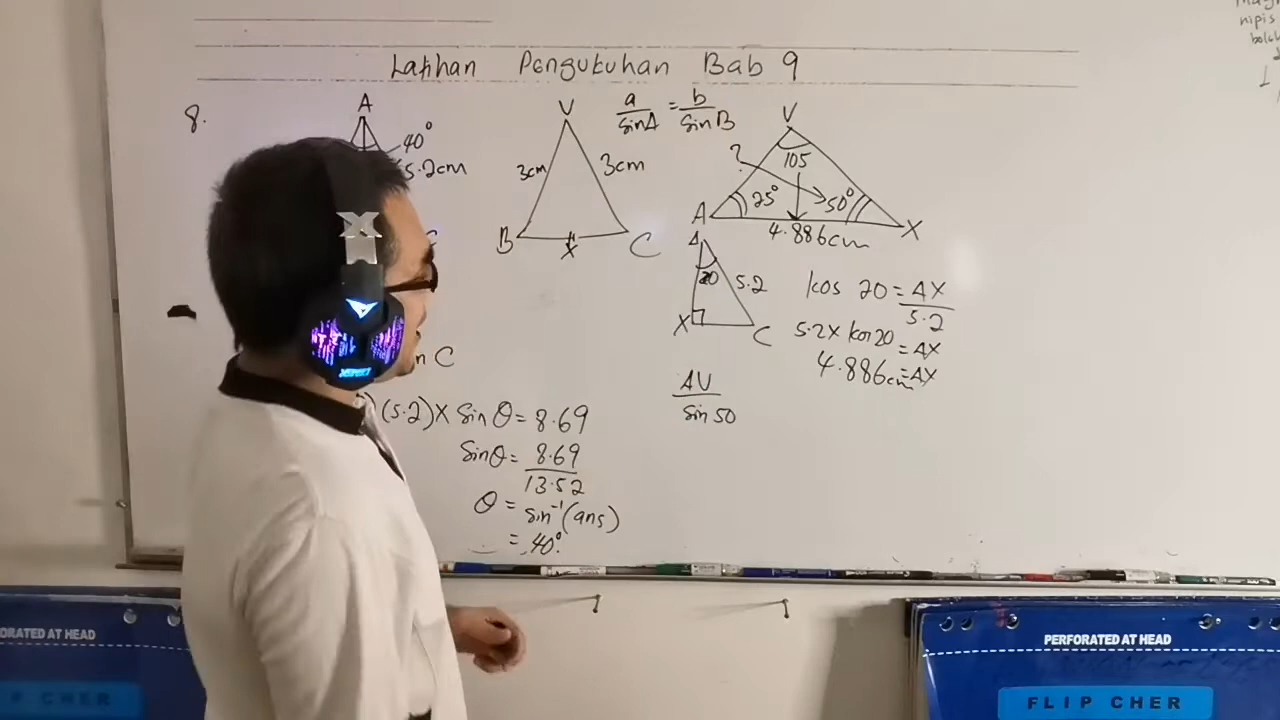 Latihan Pengukuhan Bab 9
8.
A
40°
5.2cm
V
3cm
3cm
B
X
C
a/sinA = b/sinB
V
?
105
A
25°
50°
X
4.886cm
A
20
5.2
X
C
kos 20 = AX/5.2
5.2 x kos 20 = AX
4.886cm = AX
AV/sin 50
n C
(5.2) x Sin θ = 8.69
Sin θ = 8.69/13.52
θ = sin⁻¹(ans)
= 40°.
nipis
PERFORATED AT HEAD
FLIP CHER
ORATED AT HEAD
P CHER